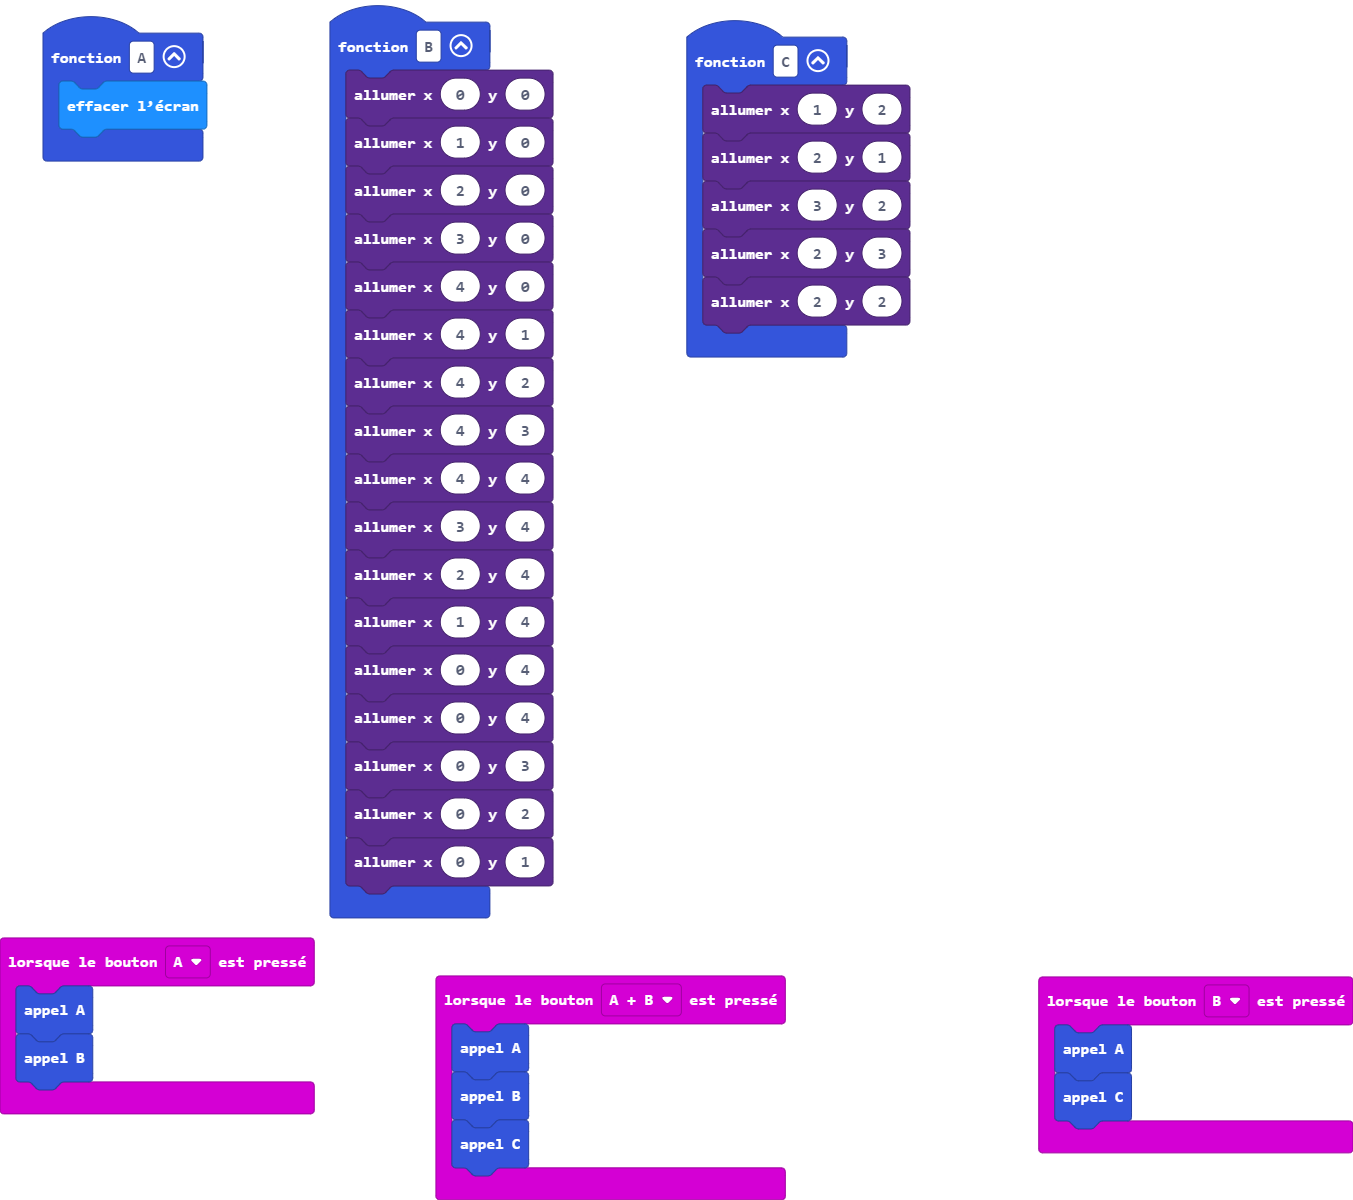 fonction A
effacer l’écran
fonction B
allumer x 0 y 0
allumer x 1 y 0
allumer x 2 y 0
allumer x 3 y 0
allumer x 4 y 0
allumer x 4 y 1
allumer x 4 y 2
allumer x 4 y 3
allumer x 4 y 4
allumer x 3 y 4
allumer x 2 y 4
allumer x 1 y 4
allumer x 0 y 4
allumer x 0 y 4
allumer x 0 y 3
allumer x 0 y 2
allumer x 0 y 1
fonction C
allumer x 1 y 2
allumer x 2 y 1
allumer x 3 y 2
allumer x 2 y 3
allumer x 2 y 2
lorsque le bouton A est pressé
appel A
appel B
lorsque le bouton A + B est pressé
appel A
appel B
appel C
lorsque le bouton B est pressé
appel A
appel C